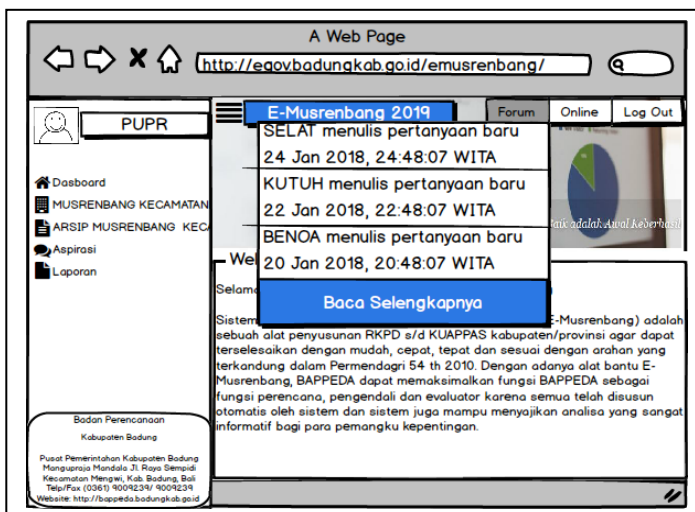 A Web Page
http://egov.badungkab.go.id/emusrenbang/
PUPR
E-Musrenbang 2019
Forum
Online
Log Out
SELAT menulis pertanyaan baru
24 Jan 2018, 24:48:07 WITA
KUTUH menulis pertanyaan baru
22 Jan 2018, 22:48:07 WITA
BENOA menulis pertanyaan baru
20 Jan 2018, 20:48:07 WITA
Baca Selengkapnya
Dasboard
MUSRENBANG KECAMATAN
ARSIP MUSRENBANG KEC
Aspirasi
Laporan
adalah Awal Keberhasil
Wel
Selama
Sistem E-Musrenbang) adalah
sebuah alat penyusunan RKPD s/d KUAPPAS kabupaten/provinsi agar dapat
terselesaikan dengan mudah, cepat, tepat dan sesuai dengan arahan yang
terkandung dalam Permendagri 54 th 2010. Dengan adanya alat bantu E-
Musrenbang, BAPPEDA dapat memaksimalkan fungsi BAPPEDA sebagai
fungsi perencana, pengendali dan evaluator karena semua telah disusun
otomatis oleh sistem dan sistem juga mampu menyajikan analisa yang sangat
informatif bagi para pemangku kepentingan.
Badan Perencanaan
Kabupaten Badung
Pusat Pemerintahan Kabupaten Badung
Mangupraja Mandala Jl. Raya Sempidi
Kecamatan Mengwi, Kab. Badung, Bali
Telp/Fax (0361) 9009239/ 9009239
Website: http://bappeda.badungkab.go.id